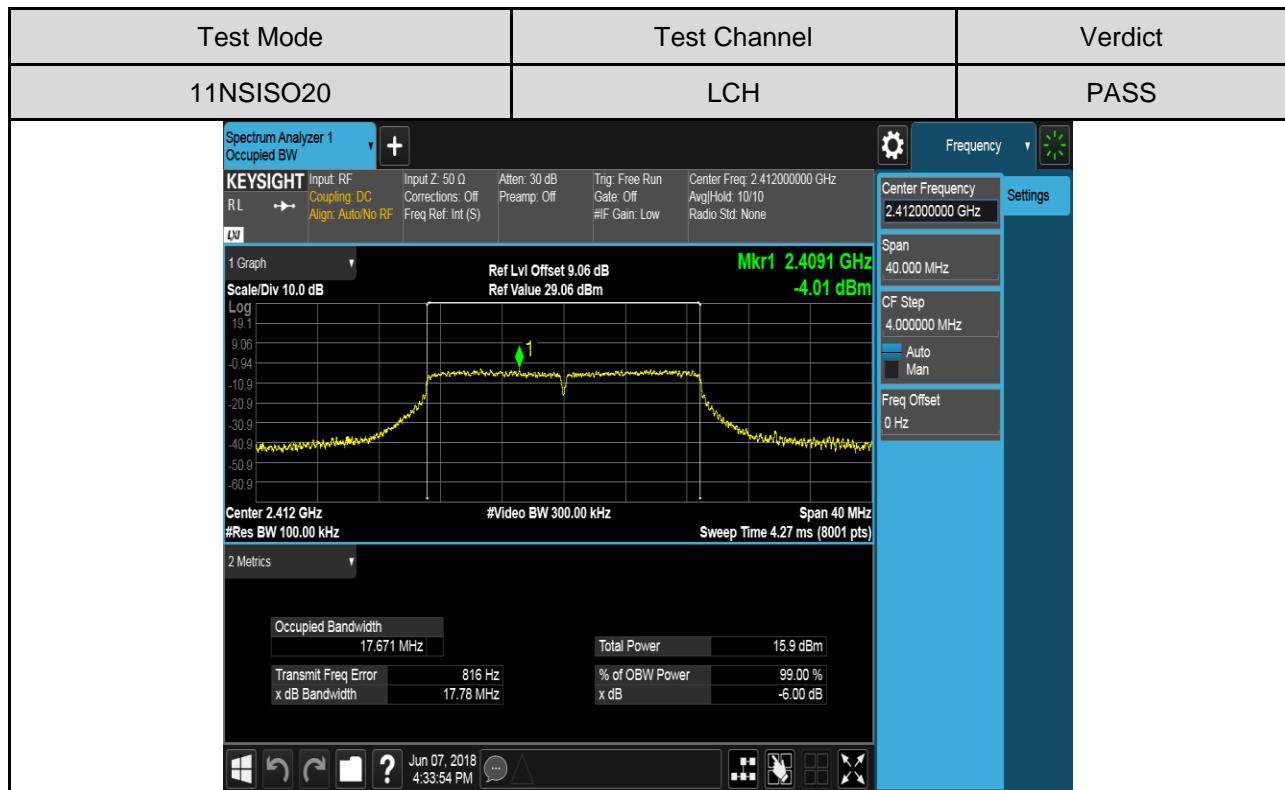 Test Mode Test Channel Verdict
11NSISO20 LCH PASS
Spectrum Analyzer 1
Occupied BW
+
Frequency
KEYSIGHT Input: RF Input Z: 50 Ω Atten: 30 dB Trig: Free Run Center Freq: 2.412000000 GHz
RL Coupling: DC Corrections: Off Preamp: Off Gate: Off Avg|Hold: 10/10
Align: Auto/No RF Freq Ref: Int (S) #IF Gain: Low Radio Std: None
LXI
Center Frequency
2.412000000 GHz
Settings
Span
40.000 MHz
CF Step
4.000000 MHz
Auto
Man
Freq Offset
0 Hz
1 Graph Ref Lvl Offset 9.06 dB Mkr1 2.4091 GHz
Scale/Div 10.0 dB Ref Value 29.06 dBm -4.01 dBm
Log
19.1
9.06
1
-0.94
-10.9
-20.9
-30.9
-40.9
-50.9
-60.9
Center 2.412 GHz #Video BW 300.00 kHz Span 40 MHz
#Res BW 100.00 kHz Sweep Time 4.27 ms (8001 pts)
2 Metrics
Occupied Bandwidth
17.671 MHz Total Power 15.9 dBm
Transmit Freq Error 816 Hz % of OBW Power 99.00 %
x dB Bandwidth 17.78 MHz x dB -6.00 dB
? Jun 07, 2018
4:33:54 PM